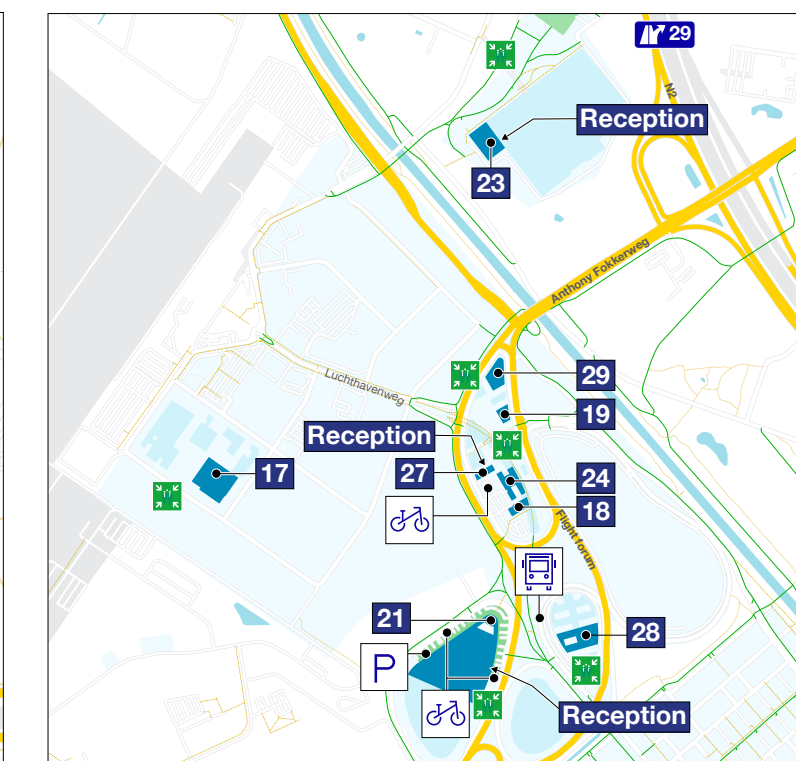 29
N2
Reception
23
Anthony Fokkerweg
29
Luchthavenweg
19
Reception
27
17
24
18
Flight forum
21
28
P
Reception